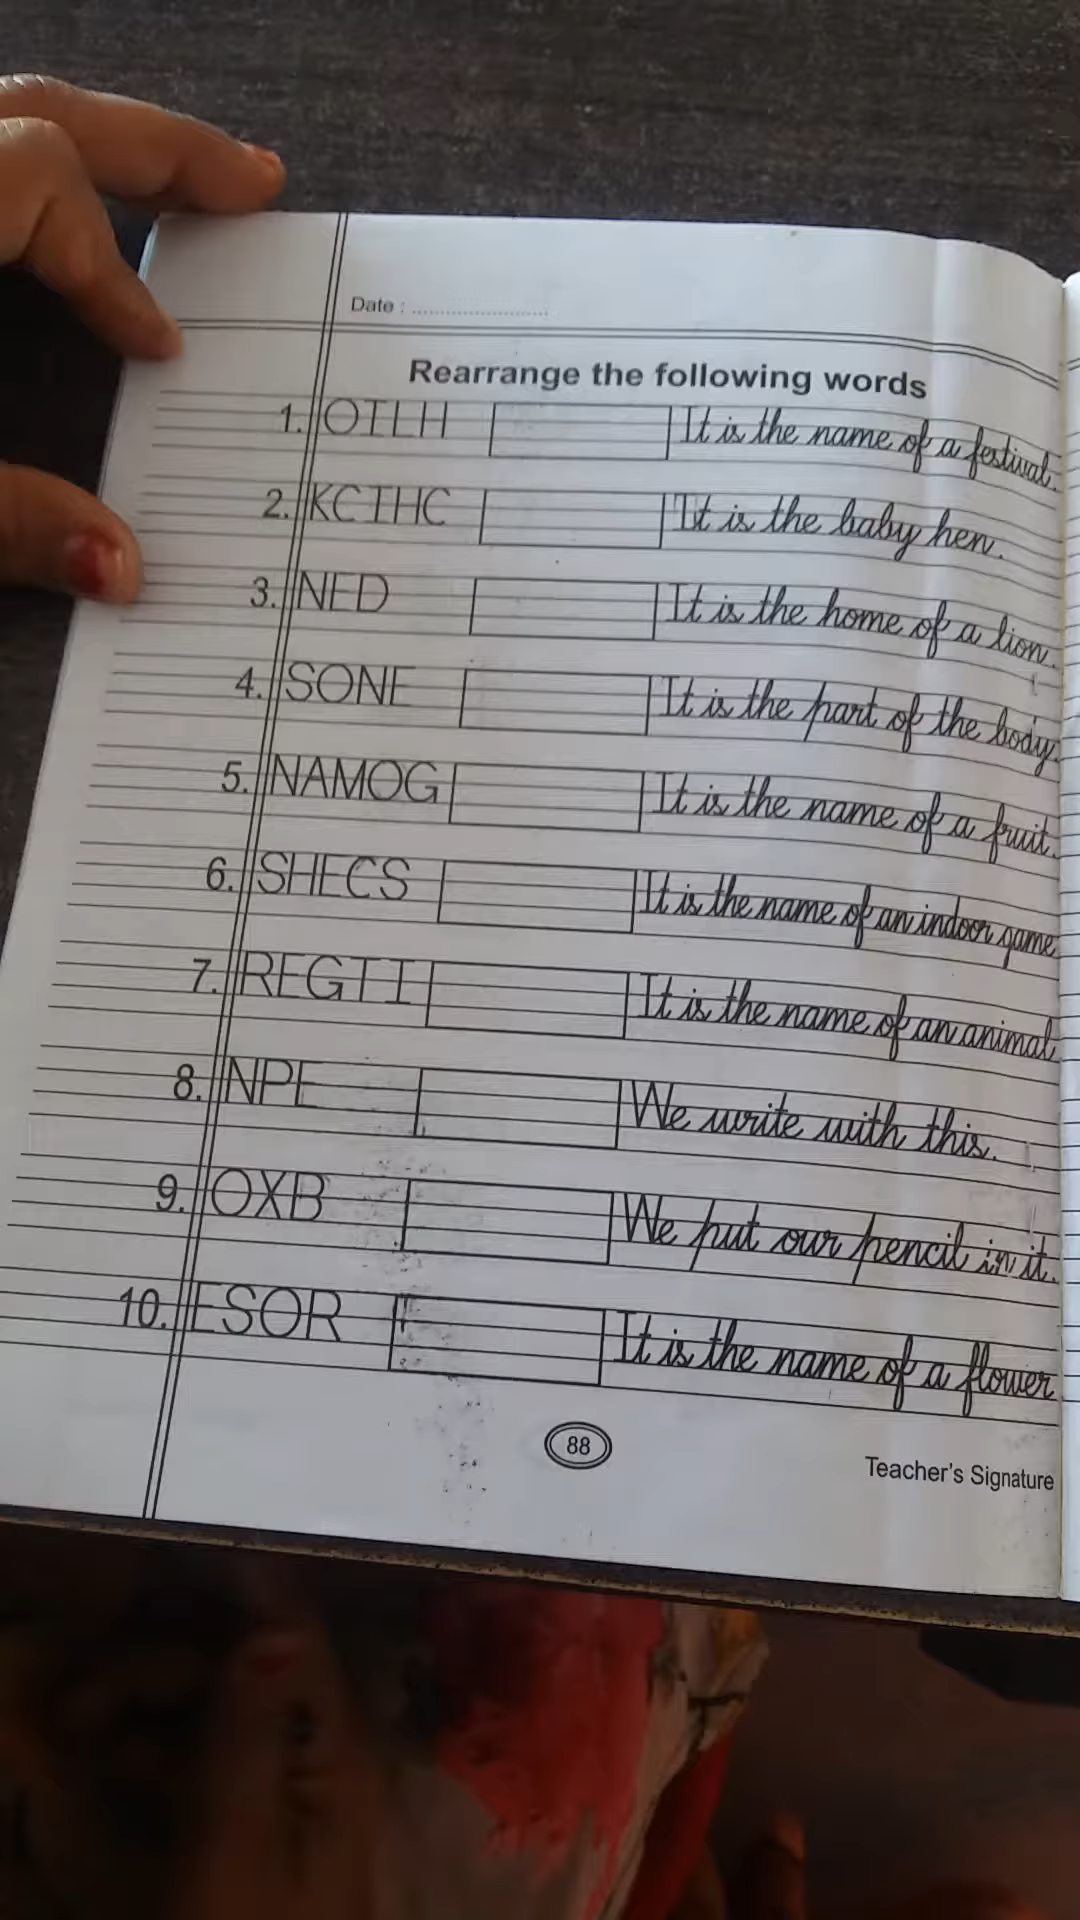 Date : ........................
Rearrange the following words
1. OILH It is the name of a festival.
2. KCIHC It is the baby hen.
3. NED It is the home of a lion.
4. SONE It is the part of the body.
5. NAMOG It is the name of a fruit.
6. SHECS It is the name of an indoor game
7. REGTI It is the name of an animal
8. NPE We write with this.
9. OXB We put our pencil in it.
10. ESOR It is the name of a flower
88
Teacher's Signature